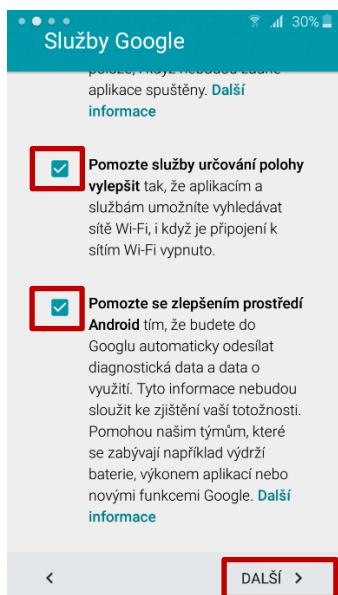 30%
Služby Google
aplikace spuštěny. Další
informace
Pomozte služby určování polohy
vylepšit tak, že aplikacím a
službám umožníte vyhledávat
sítě Wi-Fi, i když je připojení k
sítím Wi-Fi vypnuto.
Pomozte se zlepšením prostředí
Android tím, že budete do
Googlu automaticky odesílat
diagnostická data a data o
využití. Tyto informace nebudou
sloužit ke zjištění vaší totožnosti.
Pomohou našim týmům, které
se zabývají například výdrží
baterie, výkonem aplikací nebo
novými funkcemi Google. Další
informace
DALŠÍ